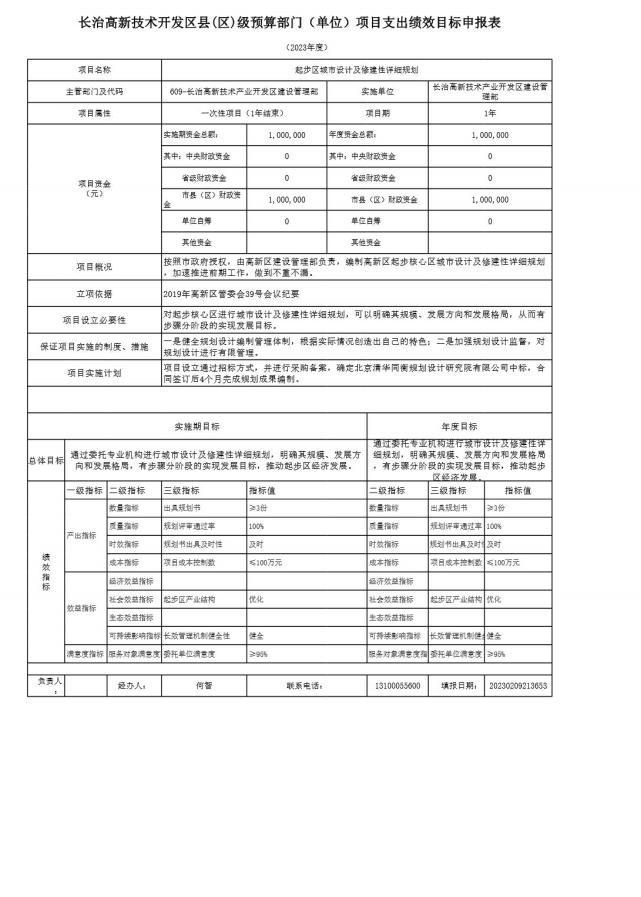 长治高新技术开发区县(区)级预算部门（单位）项目支出绩效目标申报表
（2023年度）
项目名称 起步区城市设计及修建性详细规划
主管部门及代码 609-长治高新技术产业开发区建设管理部 实施单位 长治高新技术产业开发区建设管理部
项目属性 一次性项目（1年结束） 项目期 1年
项目资金（元） 实施期资金总额: 1,000,000 年度资金总额: 1,000,000
其中：中央财政资金 0 其中：中央财政资金 0
省级财政资金 0 省级财政资金 0
市县（区）财政资金 1,000,000 市县（区）财政资金 1,000,000
单位自筹 0 单位自筹 0
其他资金 其他资金
项目概况 按照市政府授权，由高新区建设管理部负责，编制高新区起步核心区城市设计及修建性详细规划
，加速推进前期工作，做到不重不漏。
立项依据 2019年高新区管委会39号会议纪要
项目设立必要性 对起步核心区进行城市设计及修建性详细规划，可以明确其规模、发展方向和发展格局，从而有
步骤分阶段的实现发展目标。
保证项目实施的制度、措施 一是健全规划设计编制管理体制，根据实际情况创造出自己的特色；二是加强规划设计监督，对
规划设计进行有限管理。
项目实施计划 项目设立通过招标方式，并进行采购备案，确定北京清华同衡规划设计研究院有限公司中标，合
同签订后4个月完成规划成果编制。
实施期目标 年度目标
总体目标 通过委托专业机构进行城市设计及修建性详细规划，明确其规模、发展方
向和发展格局，有步骤分阶段的实现发展目标，推动起步区经济发展。
通过委托专业机构进行城市设计及修建性详
细规划，明确其规模、发展方向和发展格局
，有步骤分阶段的实现发展目标，推动起步
区经济发展。
绩效指标 一级指标 二级指标 三级指标 指标值 二级指标 三级指标 指标值
产出指标 数量指标 出具规划书 ≥3份 数量指标 出具规划书 ≥3份
质量指标 规划评审通过率 100% 质量指标 规划评审通过率 100%
时效指标 规划书出具及时性 及时 时效指标 规划书出具及时性 及时
成本指标 项目成本控制数 ≤100万元 成本指标 项目成本控制数 ≤100万元
效益指标 经济效益指标 经济效益指标
社会效益指标 起步区产业结构 优化 社会效益指标 起步区产业结构 优化
生态效益指标 生态效益指标
可持续影响指标 长效管理机制健全性 健全 可持续影响指标 长效管理机制健全 健全
满意度指标 服务对象满意度 委托单位满意度 ≥95% 服务对象满意度指 委托单位满意度 ≥95%
负责人： 经办人： 何智 联系电话： 13100055600 填报日期： 20230209213653